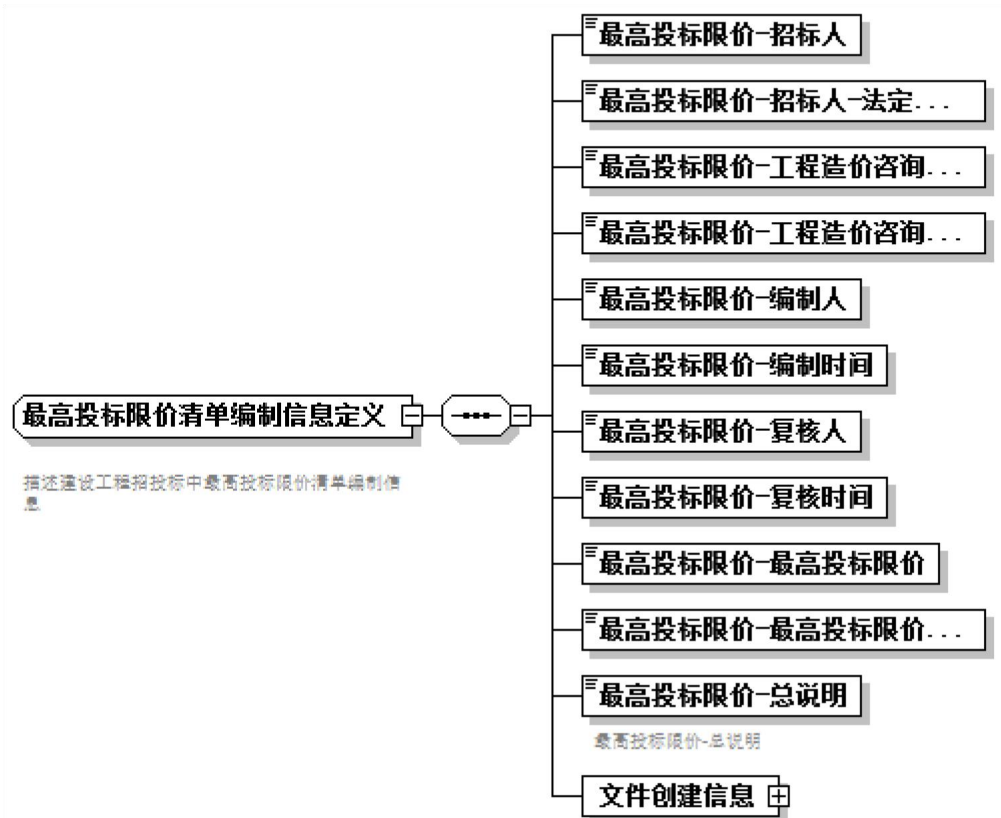 最高投标限价-招标人
最高投标限价-招标人-法定...
最高投标限价-工程造价咨询...
最高投标限价-工程造价咨询...
最高投标限价-编制人
最高投标限价-编制时间
最高投标限价清单编制信息定义
描述建设工程招投标中最高投标限价清单编制信
息
最高投标限价-复核人
最高投标限价-复核时间
最高投标限价-最高投标限价
最高投标限价-最高投标限价...
最高投标限价-总说明
最高投标限价-总说明
文件创建信息